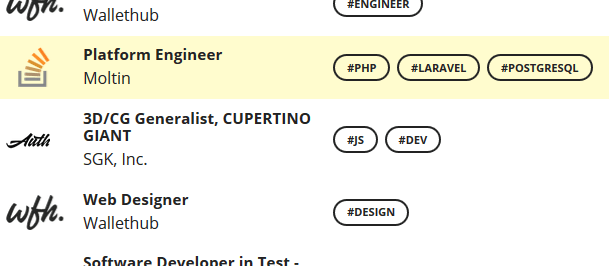 wfh.
#ENGINEER
Wallethub
Platform Engineer
Moltin
#PHP #LARAVEL #POSTGRESQL
3D/CG Generalist, CUPERTINO
GIANT
SGK, Inc.
Auth
#JS #DEV
Web Designer
Wallethub
wfh.
#DESIGN
Software Developer in Test -